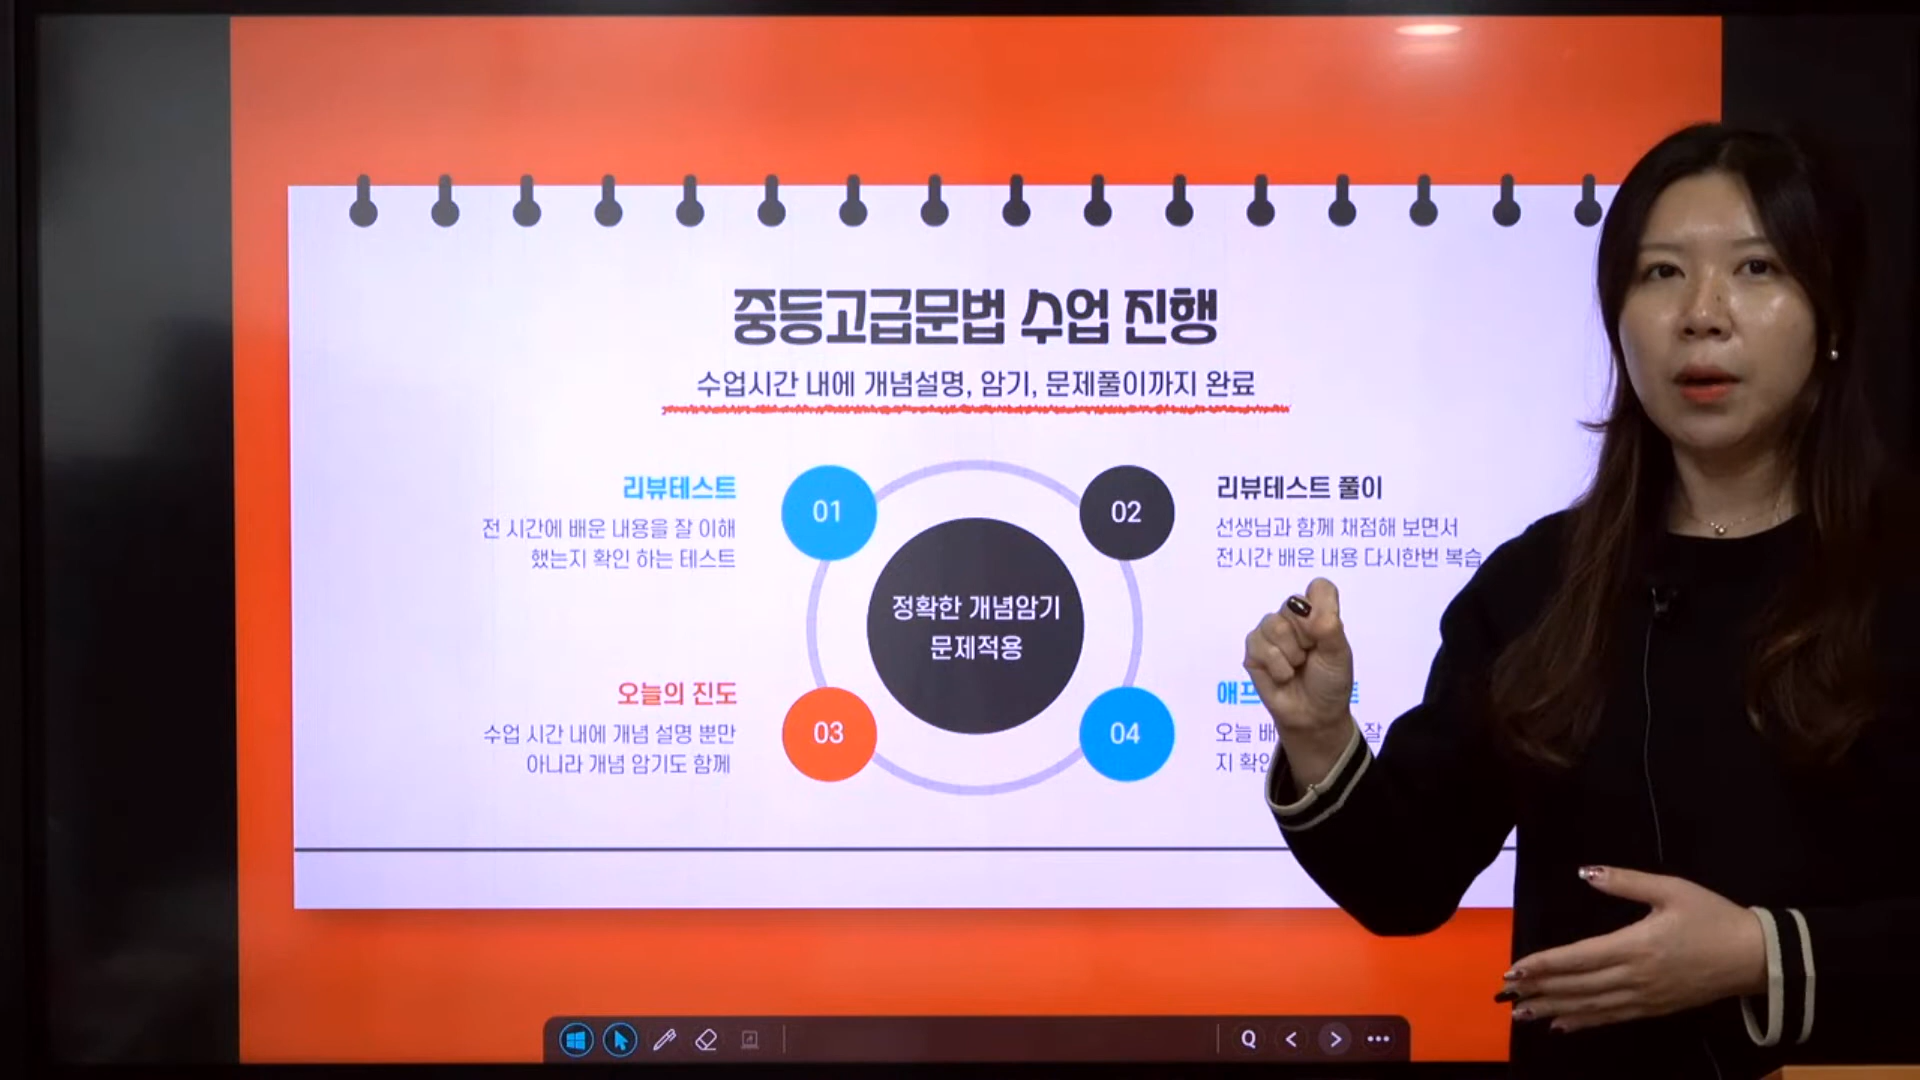 중등고급문법 수업 진행
수업시간 내에 개념설명, 암기, 문제풀이까지 완료
01
리뷰테스트
전 시간에 배운 내용을 잘 이해
했는지 확인 하는 테스트
02
리뷰테스트 풀이
선생님과 함께 채점해 보면서
전시간 배운 내용 다시한번 복습
정확한 개념암기
문제적용
03
오늘의 진도
수업 시간 내에 개념 설명 뿐만
아니라 개념 암기도 함께
04
오늘
잘
지
Q